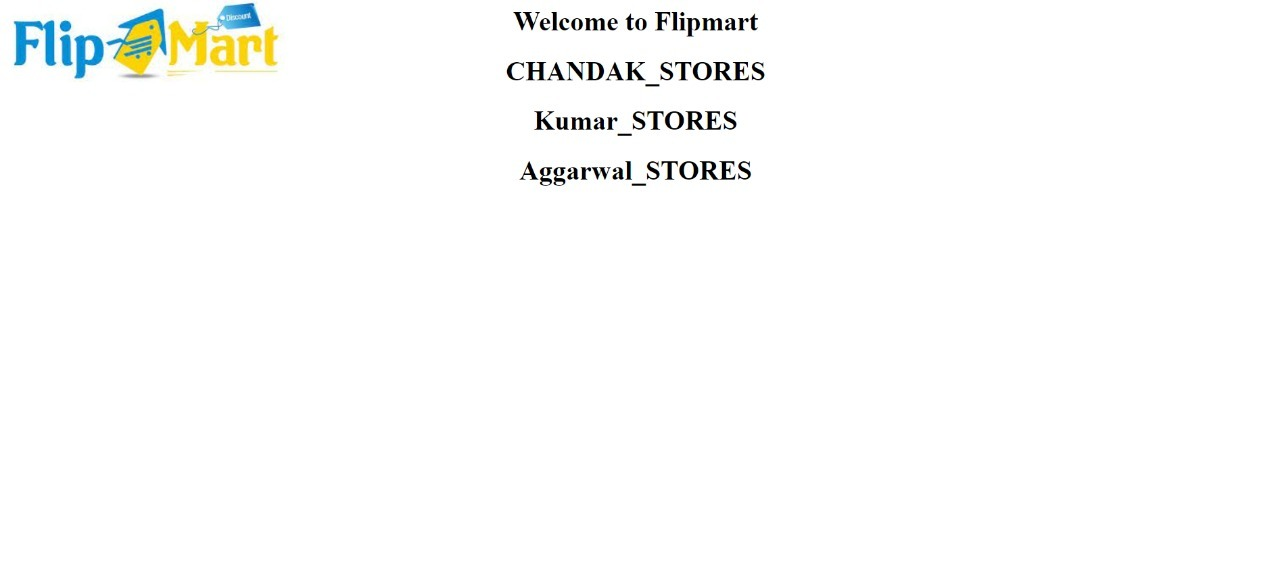 Flip Mart
Discount
Welcome to Flipmart
CHANDAK_STORES
Kumar_STORES
Aggarwal_STORES